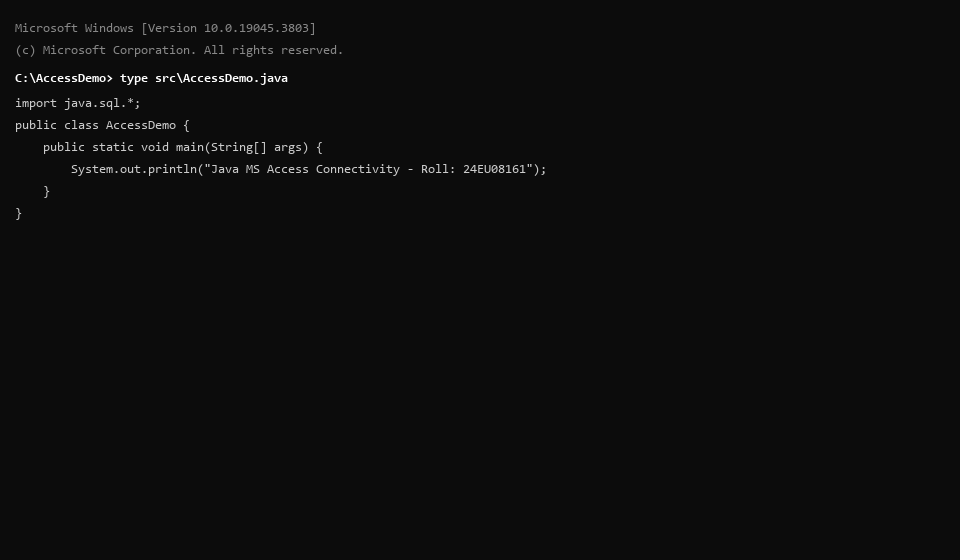 Microsoft Windows [Version 10.0.19045.3803]
(c) Microsoft Corporation. All rights reserved.
C:\AccessDemo> type src\AccessDemo.java
import java.sql.*;
public class AccessDemo {
    public static void main(String[] args) {
        System.out.println("Java MS Access Connectivity - Roll: 24EU08161");
    }
}